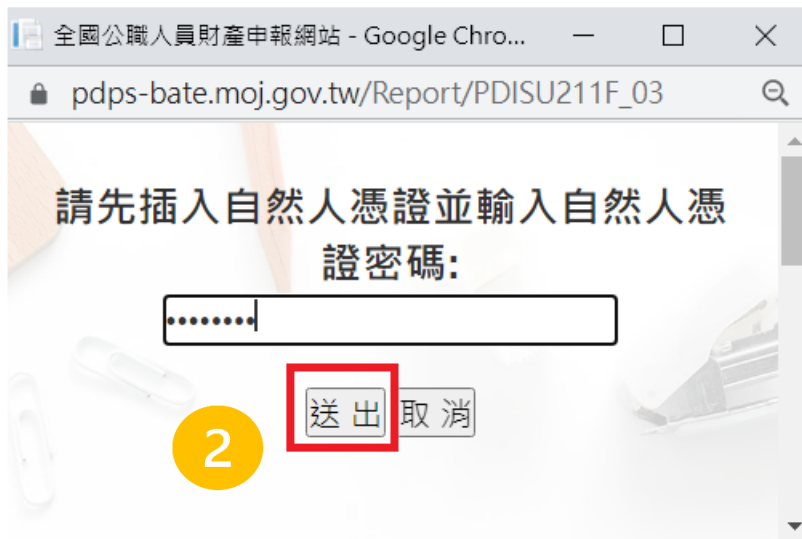 全國公職人員財產申報網站 - Google Chro...
pdps-bate.moj.gov.tw/Report/PDISU211F_03
請先插入自然人憑證並輸入自然人憑
證密碼:
••••••••
送 出 取 消
2